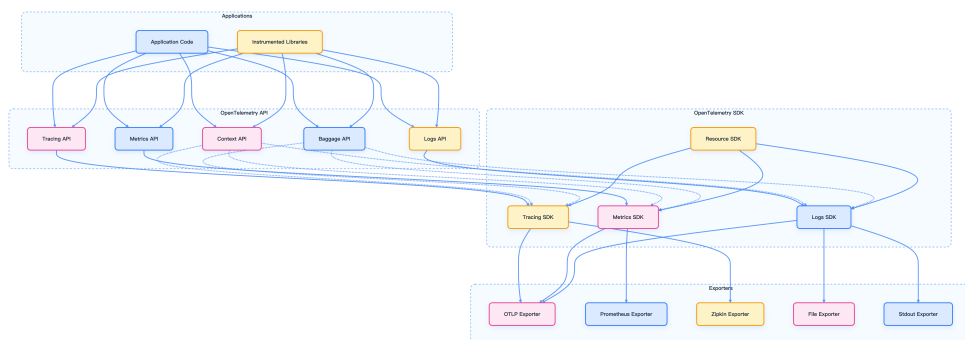 Applications
Application Code
Instrumented Libraries
OpenTelemetry API
OpenTelemetry SDK
Tracing API
Metrics API
Context API
Baggage API
Logs API
Resource SDK
Tracing SDK
Metrics SDK
Logs SDK
Exporters
OTLP Exporter
Prometheus Exporter
Zipkin Exporter
File Exporter
Stdout Exporter